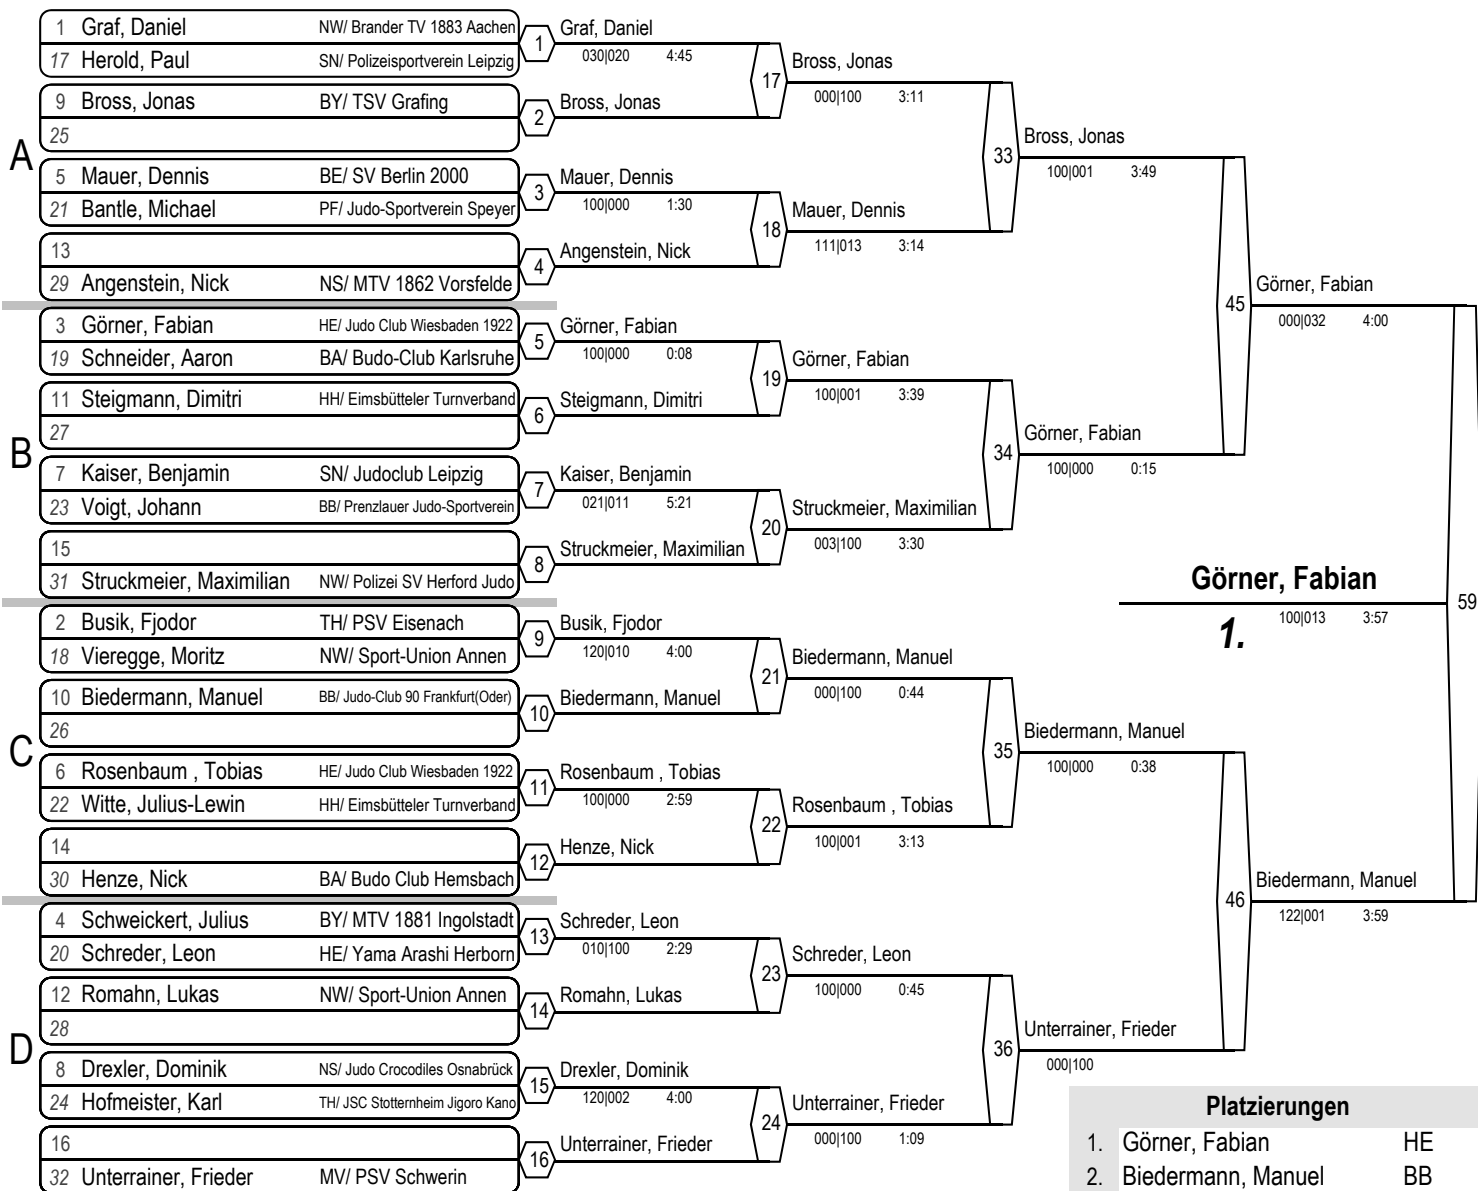 A
1 Graf, Daniel NW/ Brander TV 1883 Aachen
17 Herold, Paul SN/ Polizeisportverein Leipzig
9 Bross, Jonas BY/ TSV Grafing
25
5 Mauer, Dennis BE/ SV Berlin 2000
21 Bantle, Michael PF/ Judo-Sportverein Speyer
13
29 Angenstein, Nick NS/ MTV 1862 Vorsfelde
B
3 Görner, Fabian HE/ Judo Club Wiesbaden 1922
19 Schneider, Aaron BA/ Budo-Club Karlsruhe
11 Steigmann, Dimitri HH/ Eimsbütteler Turnverband
27
7 Kaiser, Benjamin SN/ Judoclub Leipzig
23 Voigt, Johann BB/ Prenzlauer Judo-Sportverein
15
31 Struckmeier, Maximilian NW/ Polizei SV Herford Judo
C
2 Busik, Fjodor TH/ PSV Eisenach
18 Vieregge, Moritz NW/ Sport-Union Annen
10 Biedermann, Manuel BB/ Judo-Club 90 Frankfurt(Oder)
26
6 Rosenbaum , Tobias HE/ Judo Club Wiesbaden 1922
22 Witte, Julius-Lewin HH/ Eimsbütteler Turnverband
14
30 Henze, Nick BA/ Budo Club Hemsbach
D
4 Schweickert, Julius BY/ MTV 1881 Ingolstadt
20 Schreder, Leon HE/ Yama Arashi Herborn
12 Romahn, Lukas NW/ Sport-Union Annen
28
8 Drexler, Dominik NS/ Judo Crocodiles Osnabrück
24 Hofmeister, Karl TH/ JSC Stotternheim Jigoro Kano
16
32 Unterrainer, Frieder MV/ PSV Schwerin
1 Graf, Daniel
030|020 4:45
2 Bross, Jonas
3 Mauer, Dennis
100|000 1:30
4 Angenstein, Nick
5 Görner, Fabian
100|000 0:08
6 Steigmann, Dimitri
7 Kaiser, Benjamin
021|011 5:21
8 Struckmeier, Maximilian
9 Busik, Fjodor
120|010 4:00
10 Biedermann, Manuel
11 Rosenbaum , Tobias
100|000 2:59
12 Henze, Nick
13 Schreder, Leon
010|100 2:29
14 Romahn, Lukas
15 Drexler, Dominik
120|002 4:00
16 Unterrainer, Frieder
17 Bross, Jonas
000|100 3:11
18 Mauer, Dennis
111|013 3:14
19 Görner, Fabian
100|001 3:39
20 Struckmeier, Maximilian
003|100 3:30
21 Biedermann, Manuel
000|100 0:44
22 Rosenbaum , Tobias
100|001 3:13
23 Schreder, Leon
100|000 0:45
24 Unterrainer, Frieder
000|100 1:09
33 Bross, Jonas
100|001 3:49
34 Görner, Fabian
100|000 0:15
35 Biedermann, Manuel
100|000 0:38
36 Unterrainer, Frieder
000|100
45 Görner, Fabian
000|032 4:00
46 Biedermann, Manuel
122|001 3:59
59
Görner, Fabian
1. 100|013 3:57
Platzierungen
1. Görner, Fabian HE
2. Biedermann, Manuel BB